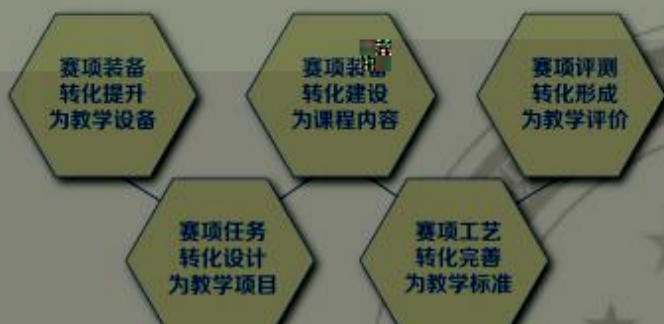 赛项装备
转化提升
为教学设备
赛项装
转化建设
为课程内容
赛项评测
转化形成
为教学评价
赛项任务
转化设计
为教学项目
赛项工艺
转化完善
为教学标准